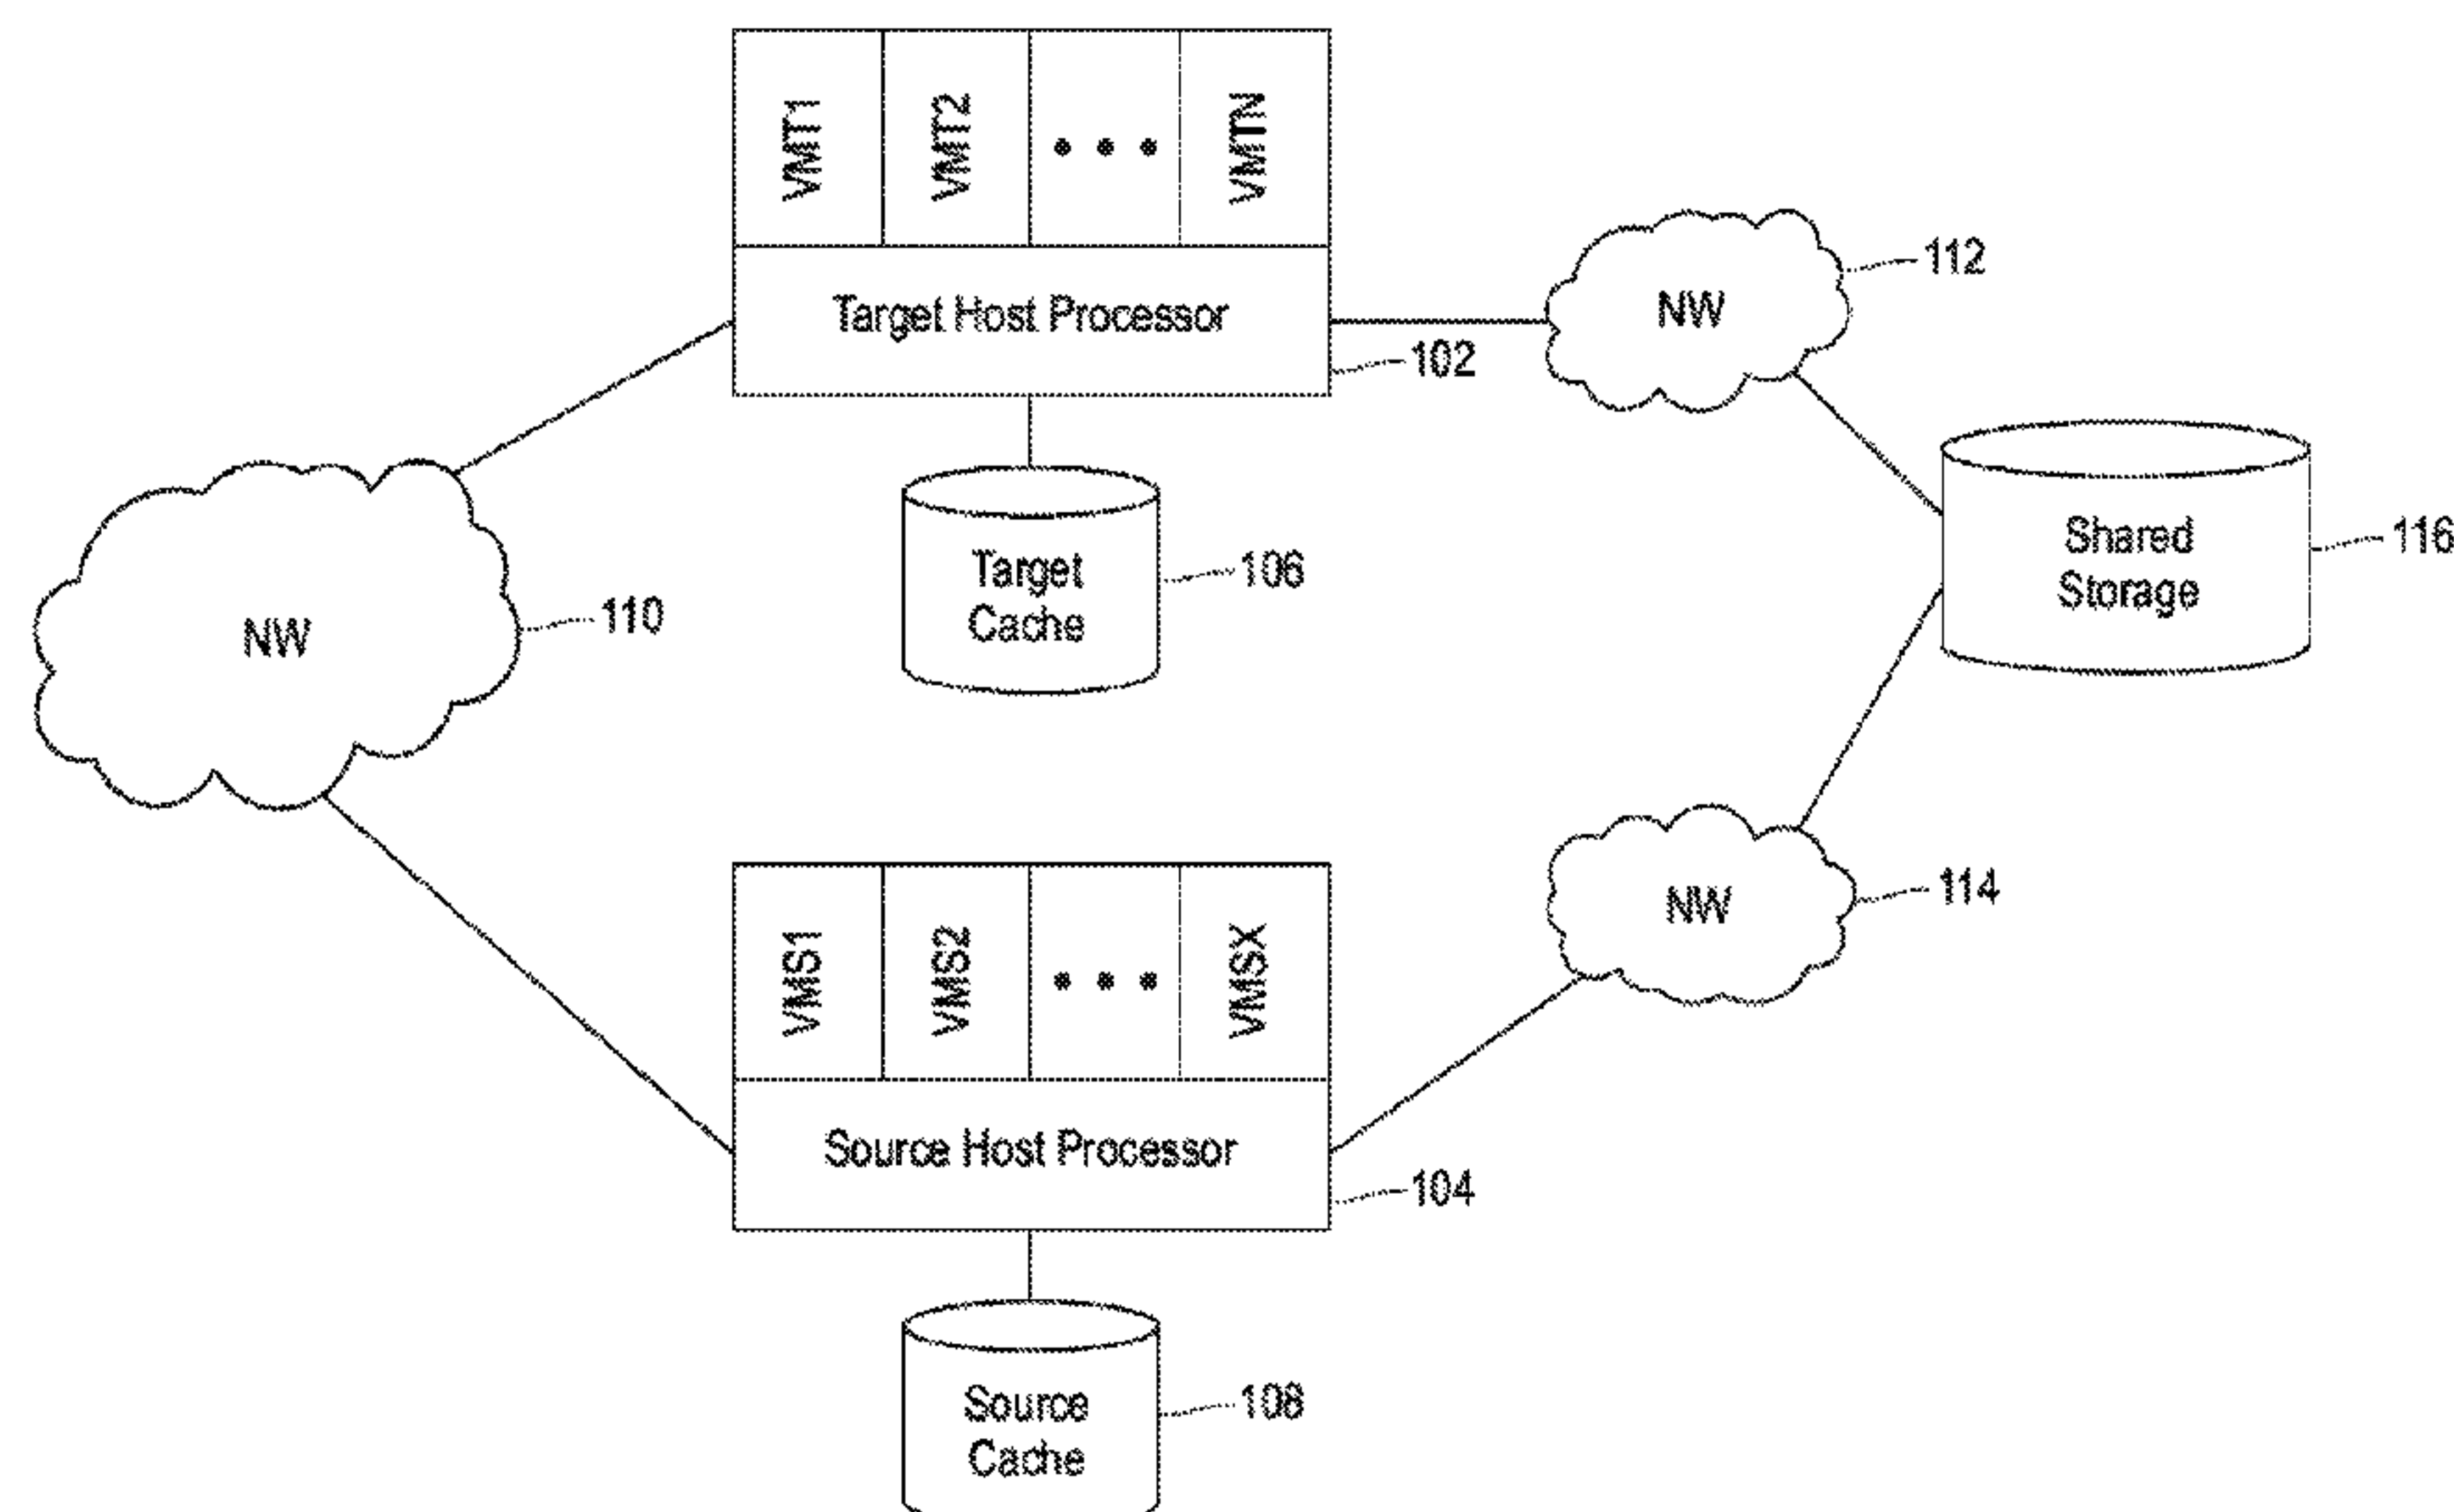 VMT1
VMT2
VMTN
Target Host Processor
102
NW
112
Target
Cache
106
NW
110
Shared
Storage
116
VMS1
VMS2
VMSX
Source Host Processor
104
NW
114
Source
Cache
108